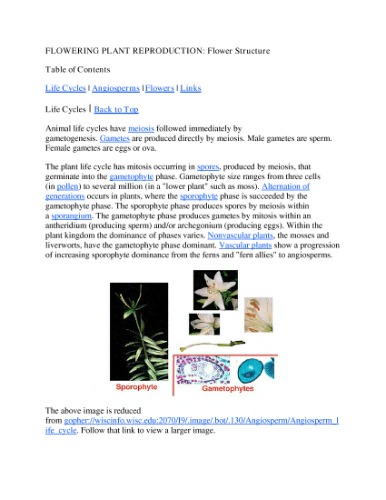 FLOWERING PLANT REPRODUCTION: Flower Structure
Table of Contents
Life Cycles | Angiosperms |Flowers | Links
Life Cycles | Back to Top
Animal life cycles have meiosis followed immediately by
gametogenesis. Gametes are produced directly by meiosis. Male gametes are sperm.
Female gametes are eggs or ova.
The plant life cycle has mitosis occurring in spores, produced by meiosis, that
germinate into the gametophyte phase. Gametophyte size ranges from three cells
(in pollen) to several million (in a "lower plant" such as moss). Alternation of
generations occurs in plants, where the sporophyte phase is succeeded by the
gametophyte phase. The sporophyte phase produces spores by meiosis within
a sporangium. The gametophyte phase produces gametes by mitosis within an
antheridium (producing sperm) and/or archegonium (producing eggs). Within the
plant kingdom the dominance of phases varies. Nonvascular plants, the mosses and
liverworts, have the gametophyte phase dominant. Vascular plants show a progression
of increasing sporophyte dominance from the ferns and "fern allies" to angiosperms.
Sporophyte
Gametophytes
The above image is reduced
from gopher://wiscinfo.wisc.edu:2070/I9/.image/.bot/.130/Angiosperm/Angiosperm_l
ife_cycle. Follow that link to view a larger image.